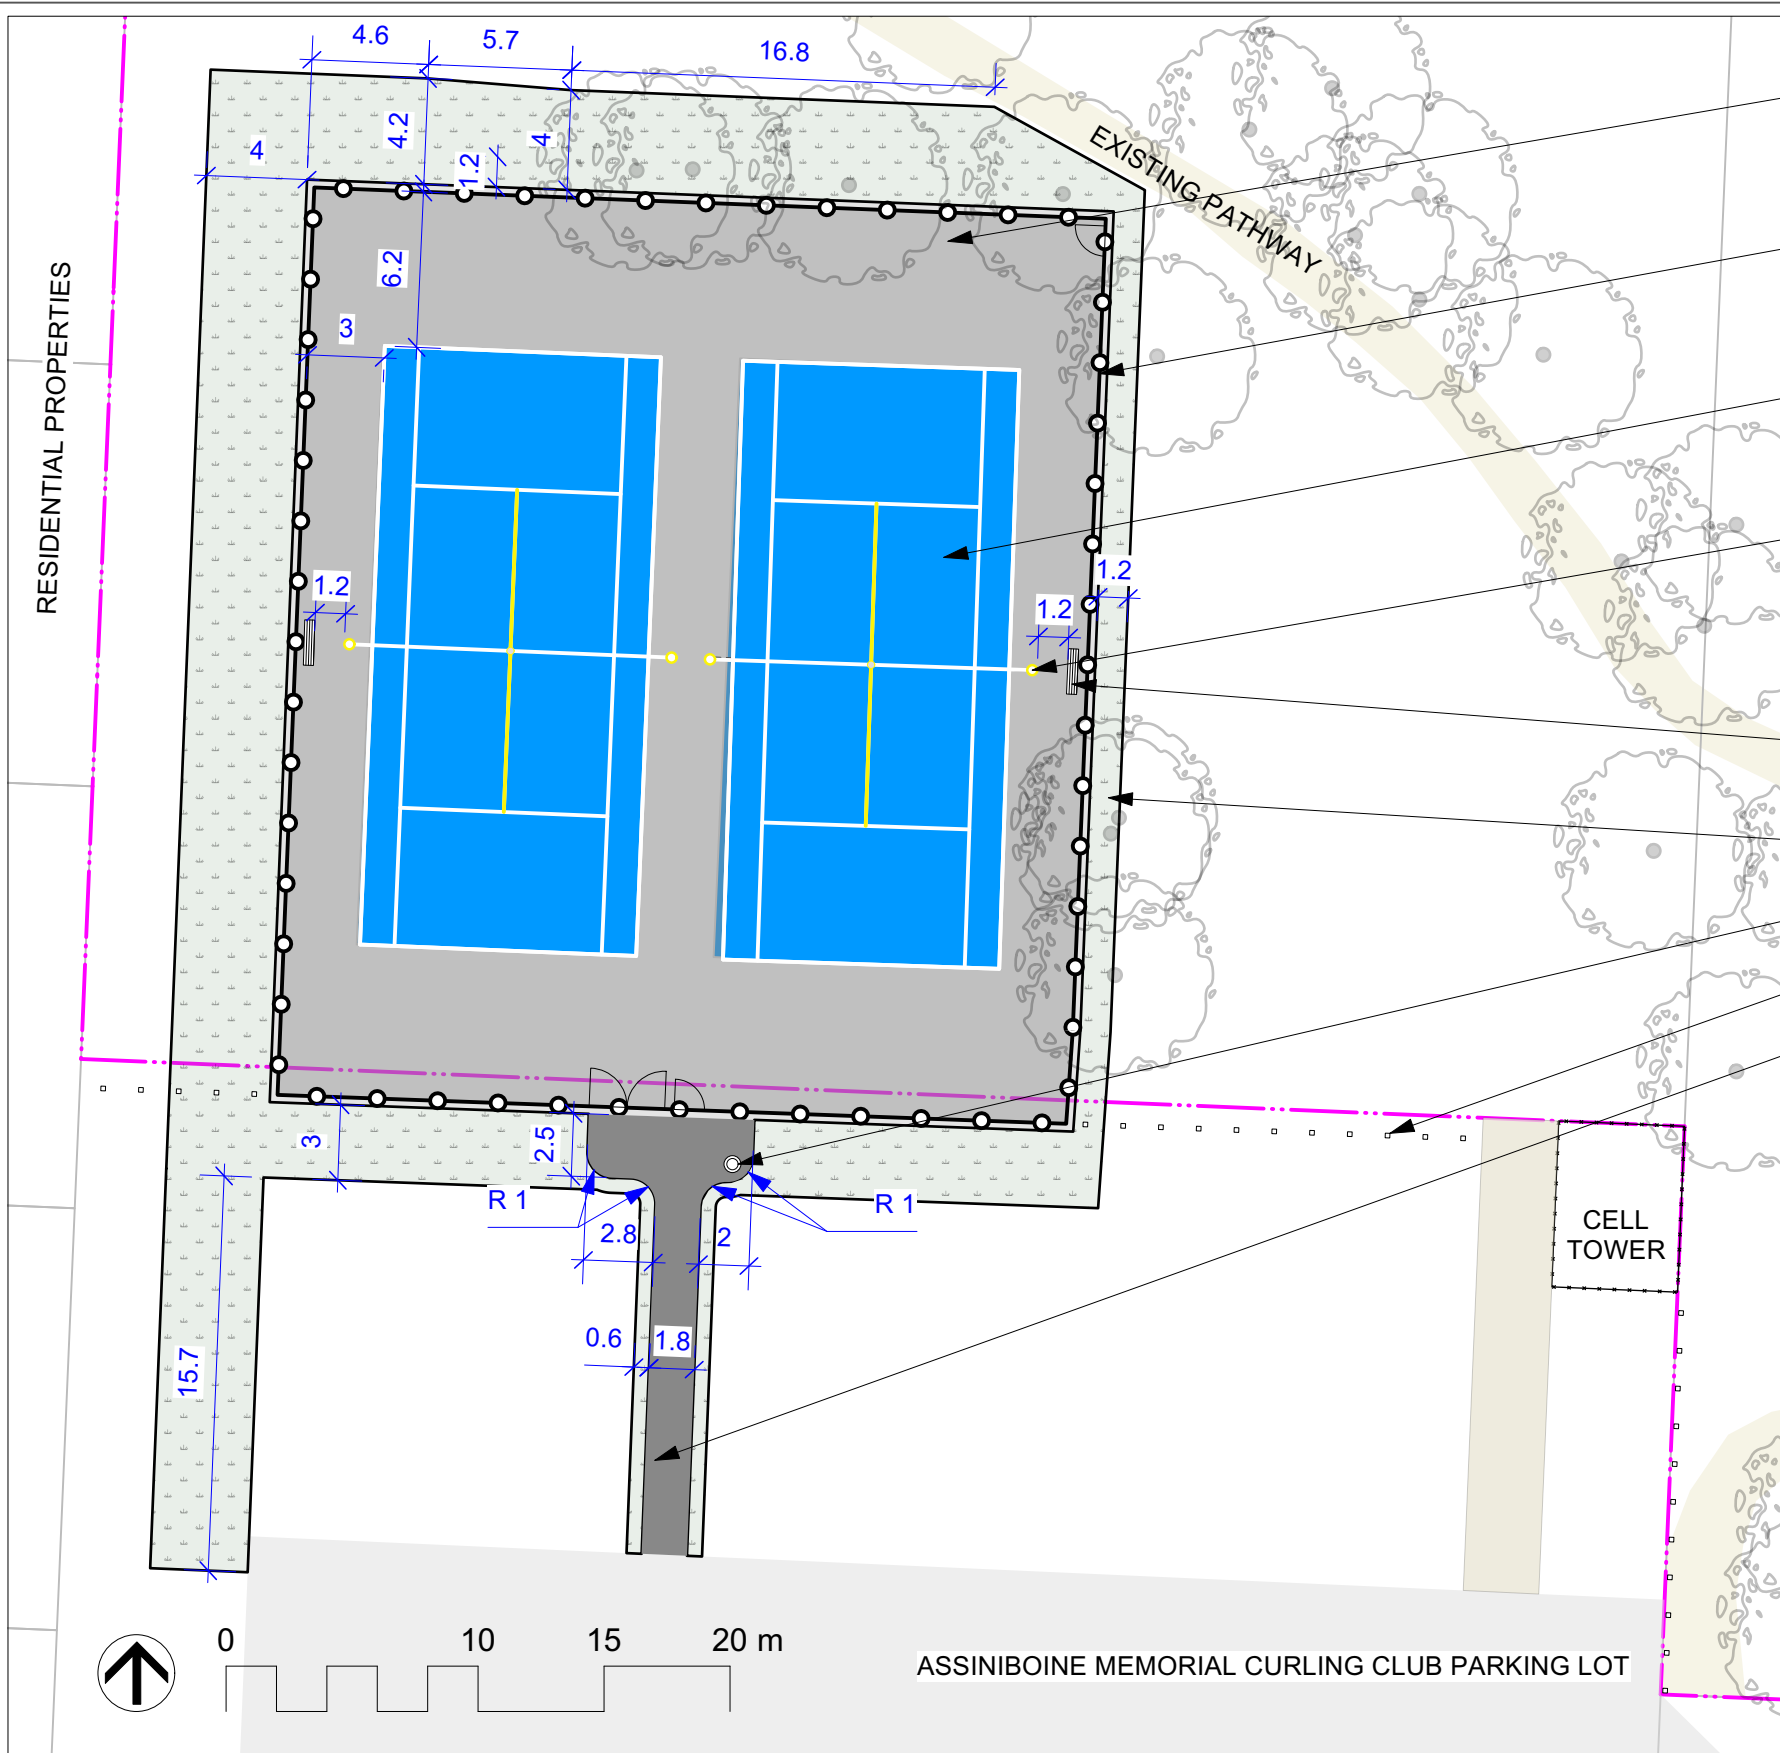 4.6
5.7
16.8
4
4.2
1.2
4
EXISTING PATHWAY
6.2
3
RESIDENTIAL PROPERTIES
1.2
1.2
1.2
3
2.5
R 1
R 1
2.8
2
CELL
TOWER
0.6
1.8
15.7
0
10
15
20 m
ASSINIBOINE MEMORIAL CURLING CLUB PARKING LOT